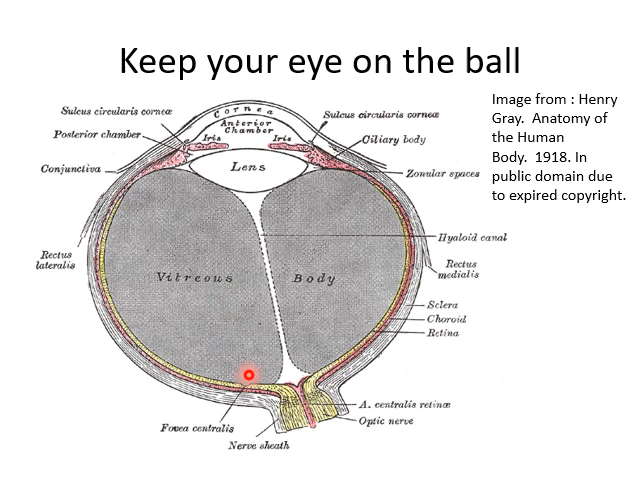 Keep your eye on the ball
Image from : Henry
Gray.  Anatomy of
the Human
Body.  1918. In
public domain due
to expired copyright.
Cornea
Sulcus circularis corneæ
Anterior
Chamber
Sulcus circularis corneæ
Posterior chamber
Iris
Iris
Ciliary body
Conjunctiva
Lens
Zonular spaces
Hyaloid canal
Rectus
lateralis
Rectus
medialis
Vitreous Body
Sclera
Choroid
Retina
A. centralis retinæ
Optic nerve
Fovea centralis
Nerve sheath